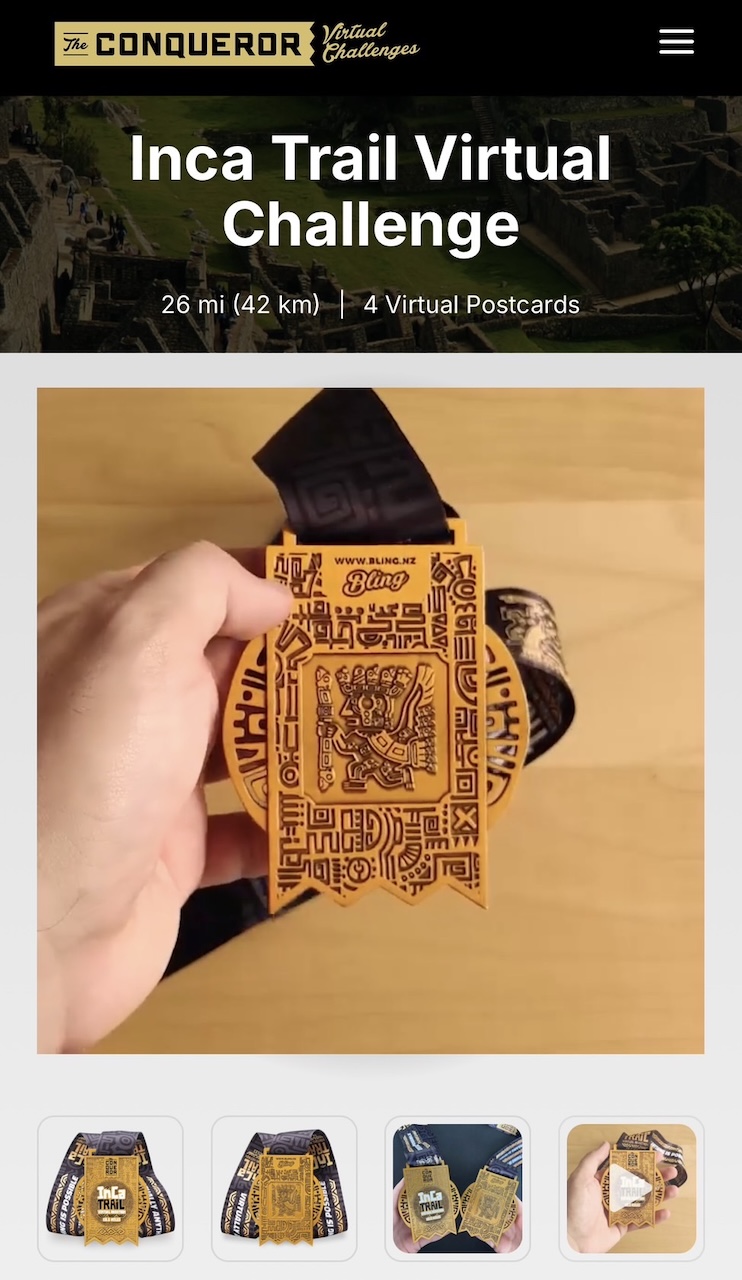 The CONQUEROR Virtual Challenges
Inca Trail Virtual
Challenge
26 mi (42 km) | 4 Virtual Postcards
WWW.BLING.NZ
Bling
InCa
TRAIL
InCa
TRAIL
InCa
TRAIL